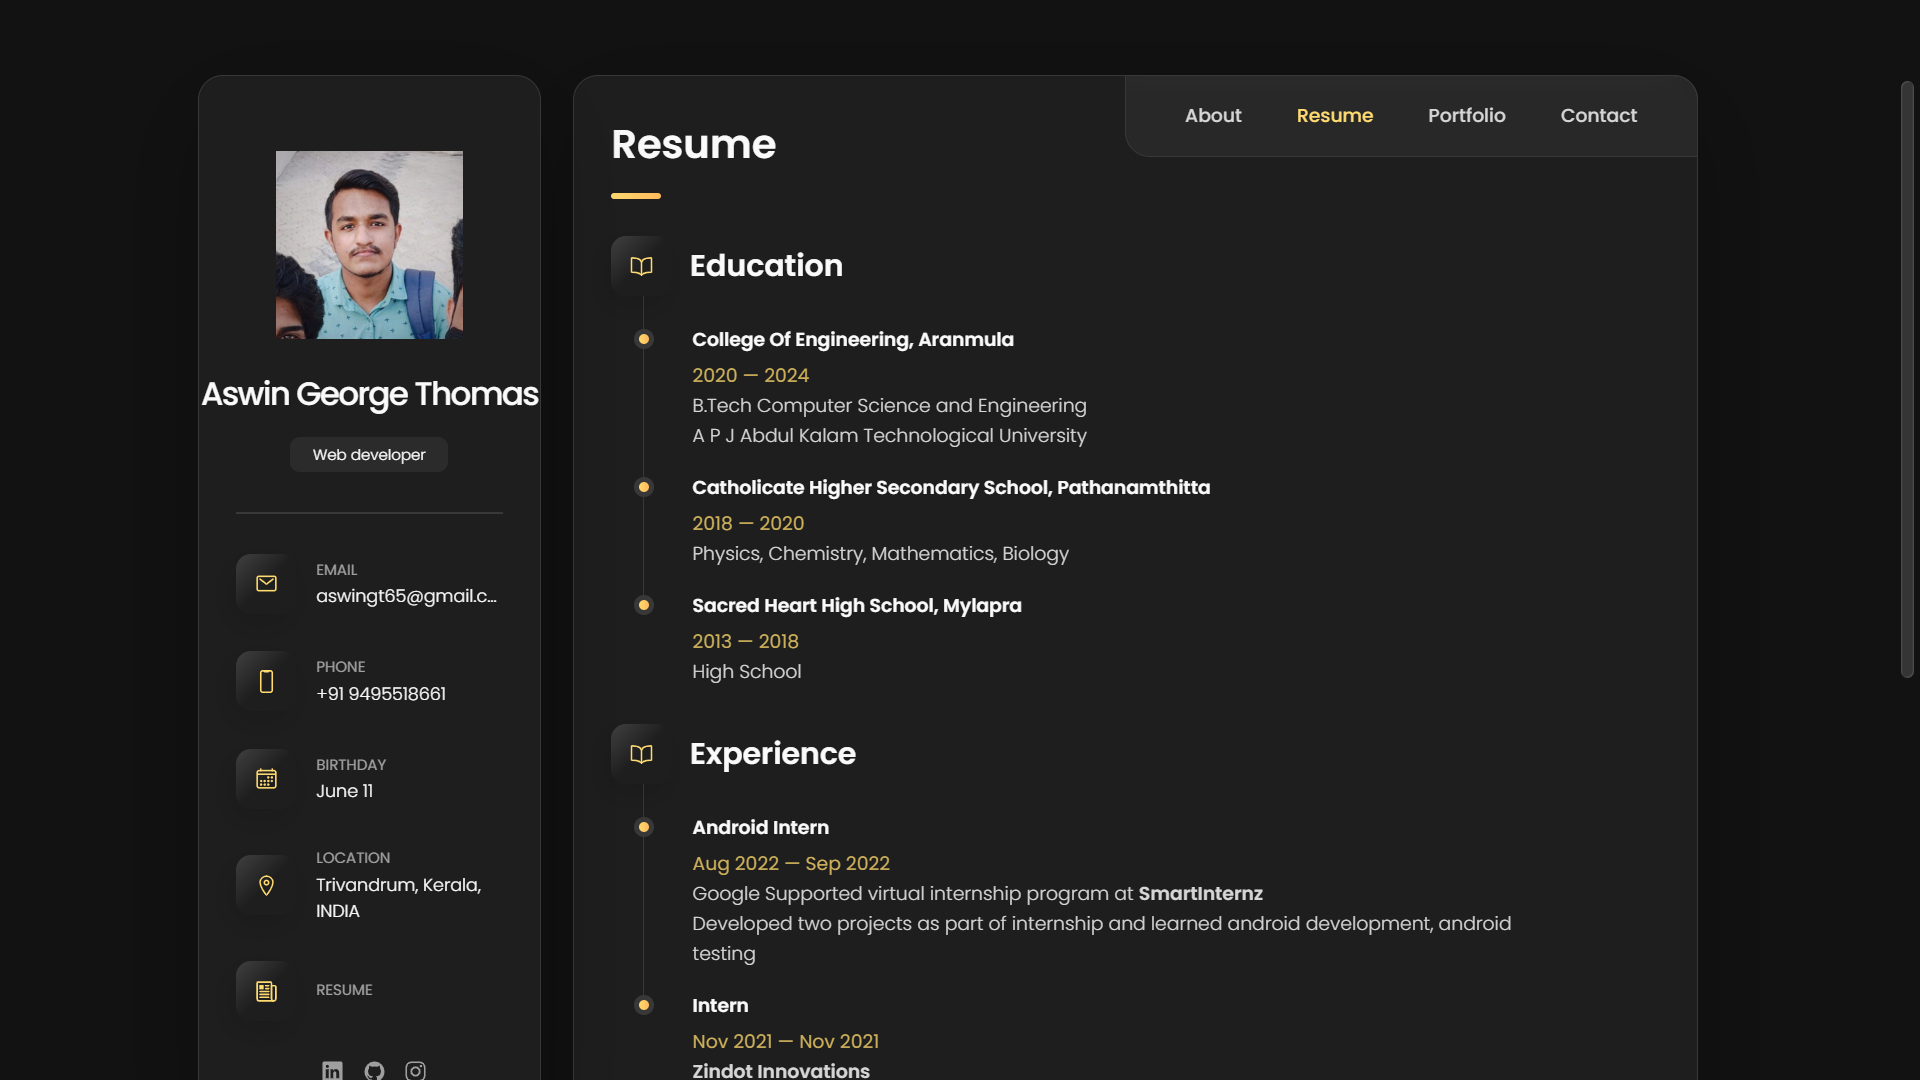 Aswin George Thomas
Web developer
EMAIL
aswingt65@gmail.c...
PHONE
+91 9495518661
BIRTHDAY
June 11
LOCATION
Trivandrum, Kerala,
INDIA
RESUME
About
Resume
Portfolio
Contact
Resume
Education
College Of Engineering, Aranmula
2020 — 2024
B.Tech Computer Science and Engineering
A P J Abdul Kalam Technological University
Catholicate Higher Secondary School, Pathanamthitta
2018 — 2020
Physics, Chemistry, Mathematics, Biology
Sacred Heart High School, Mylapra
2013 — 2018
High School
Experience
Android Intern
Aug 2022 — Sep 2022
Google Supported virtual internship program at SmartInternz
Developed two projects as part of internship and learned android development, android
testing
Intern
Nov 2021 — Nov 2021
Zindot Innovations